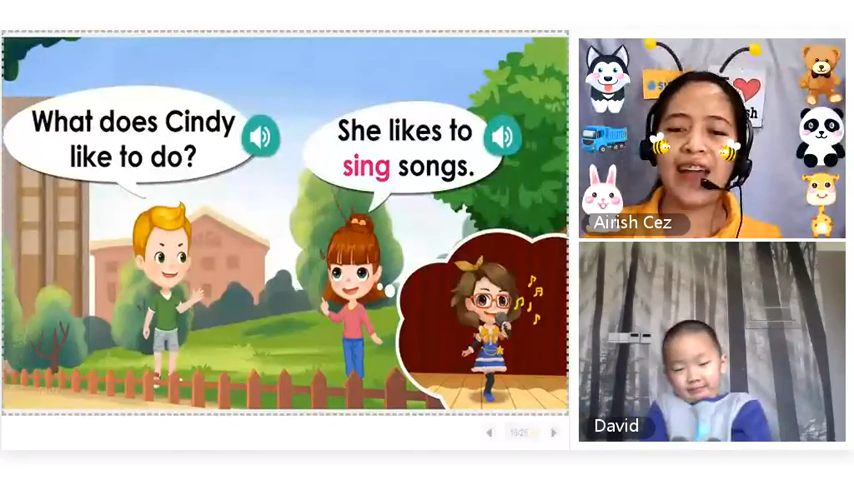 What does Cindy
like to do?
She likes to
sing songs.
Airish Cez
David